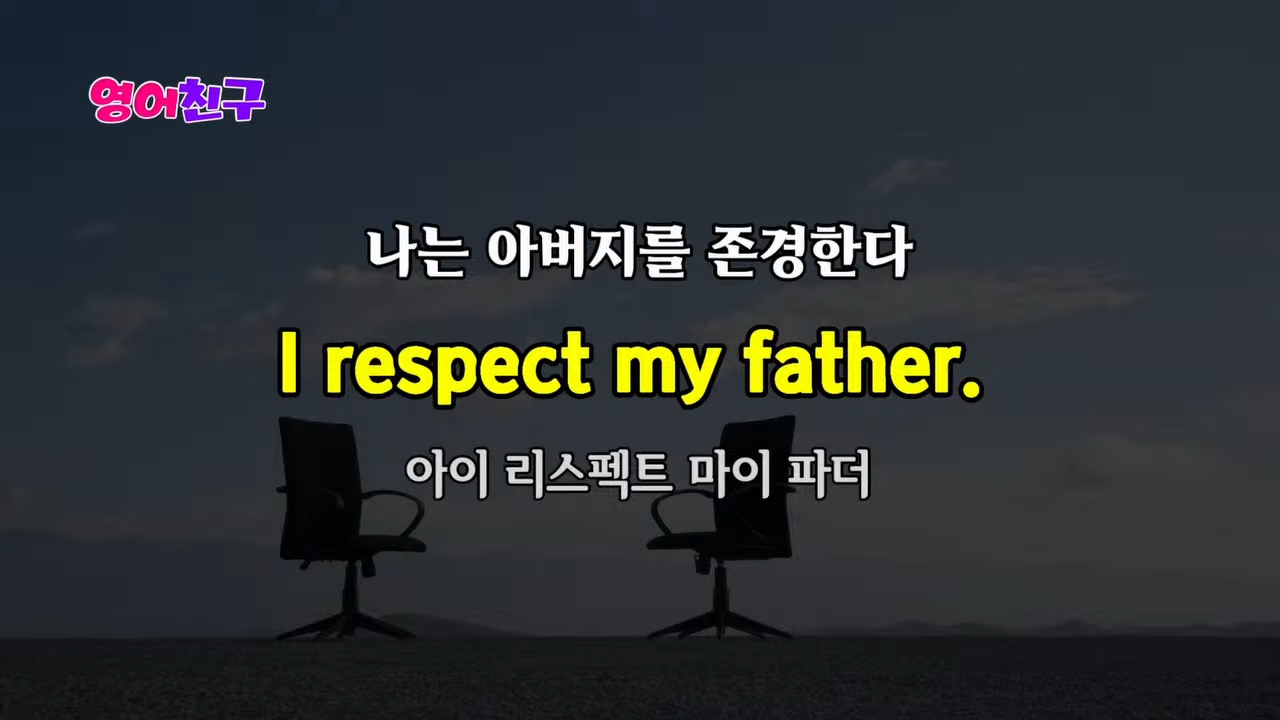 영어친구
나는 아버지를 존경한다
I respect my father.
아이 리스펙트 마이 파더